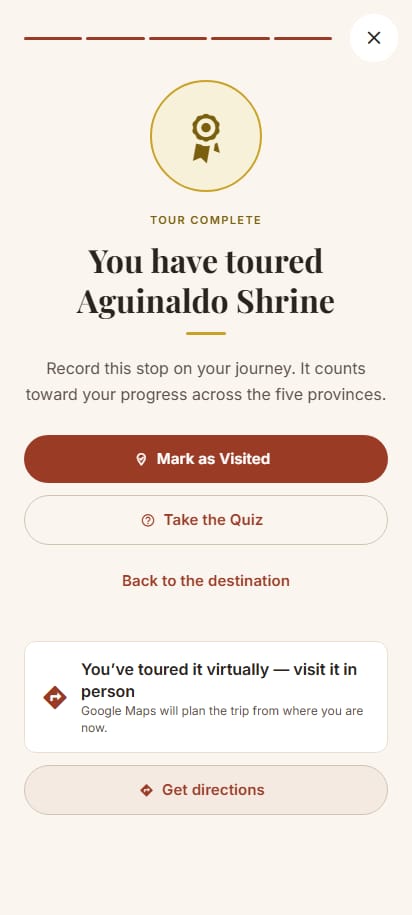 TOUR COMPLETE
You have toured
Aguinaldo Shrine
Record this stop on your journey. It counts
toward your progress across the five provinces.
Mark as Visited
Take the Quiz
Back to the destination
You’ve toured it virtually — visit it in
person
Google Maps will plan the trip from where you are
now.
Get directions